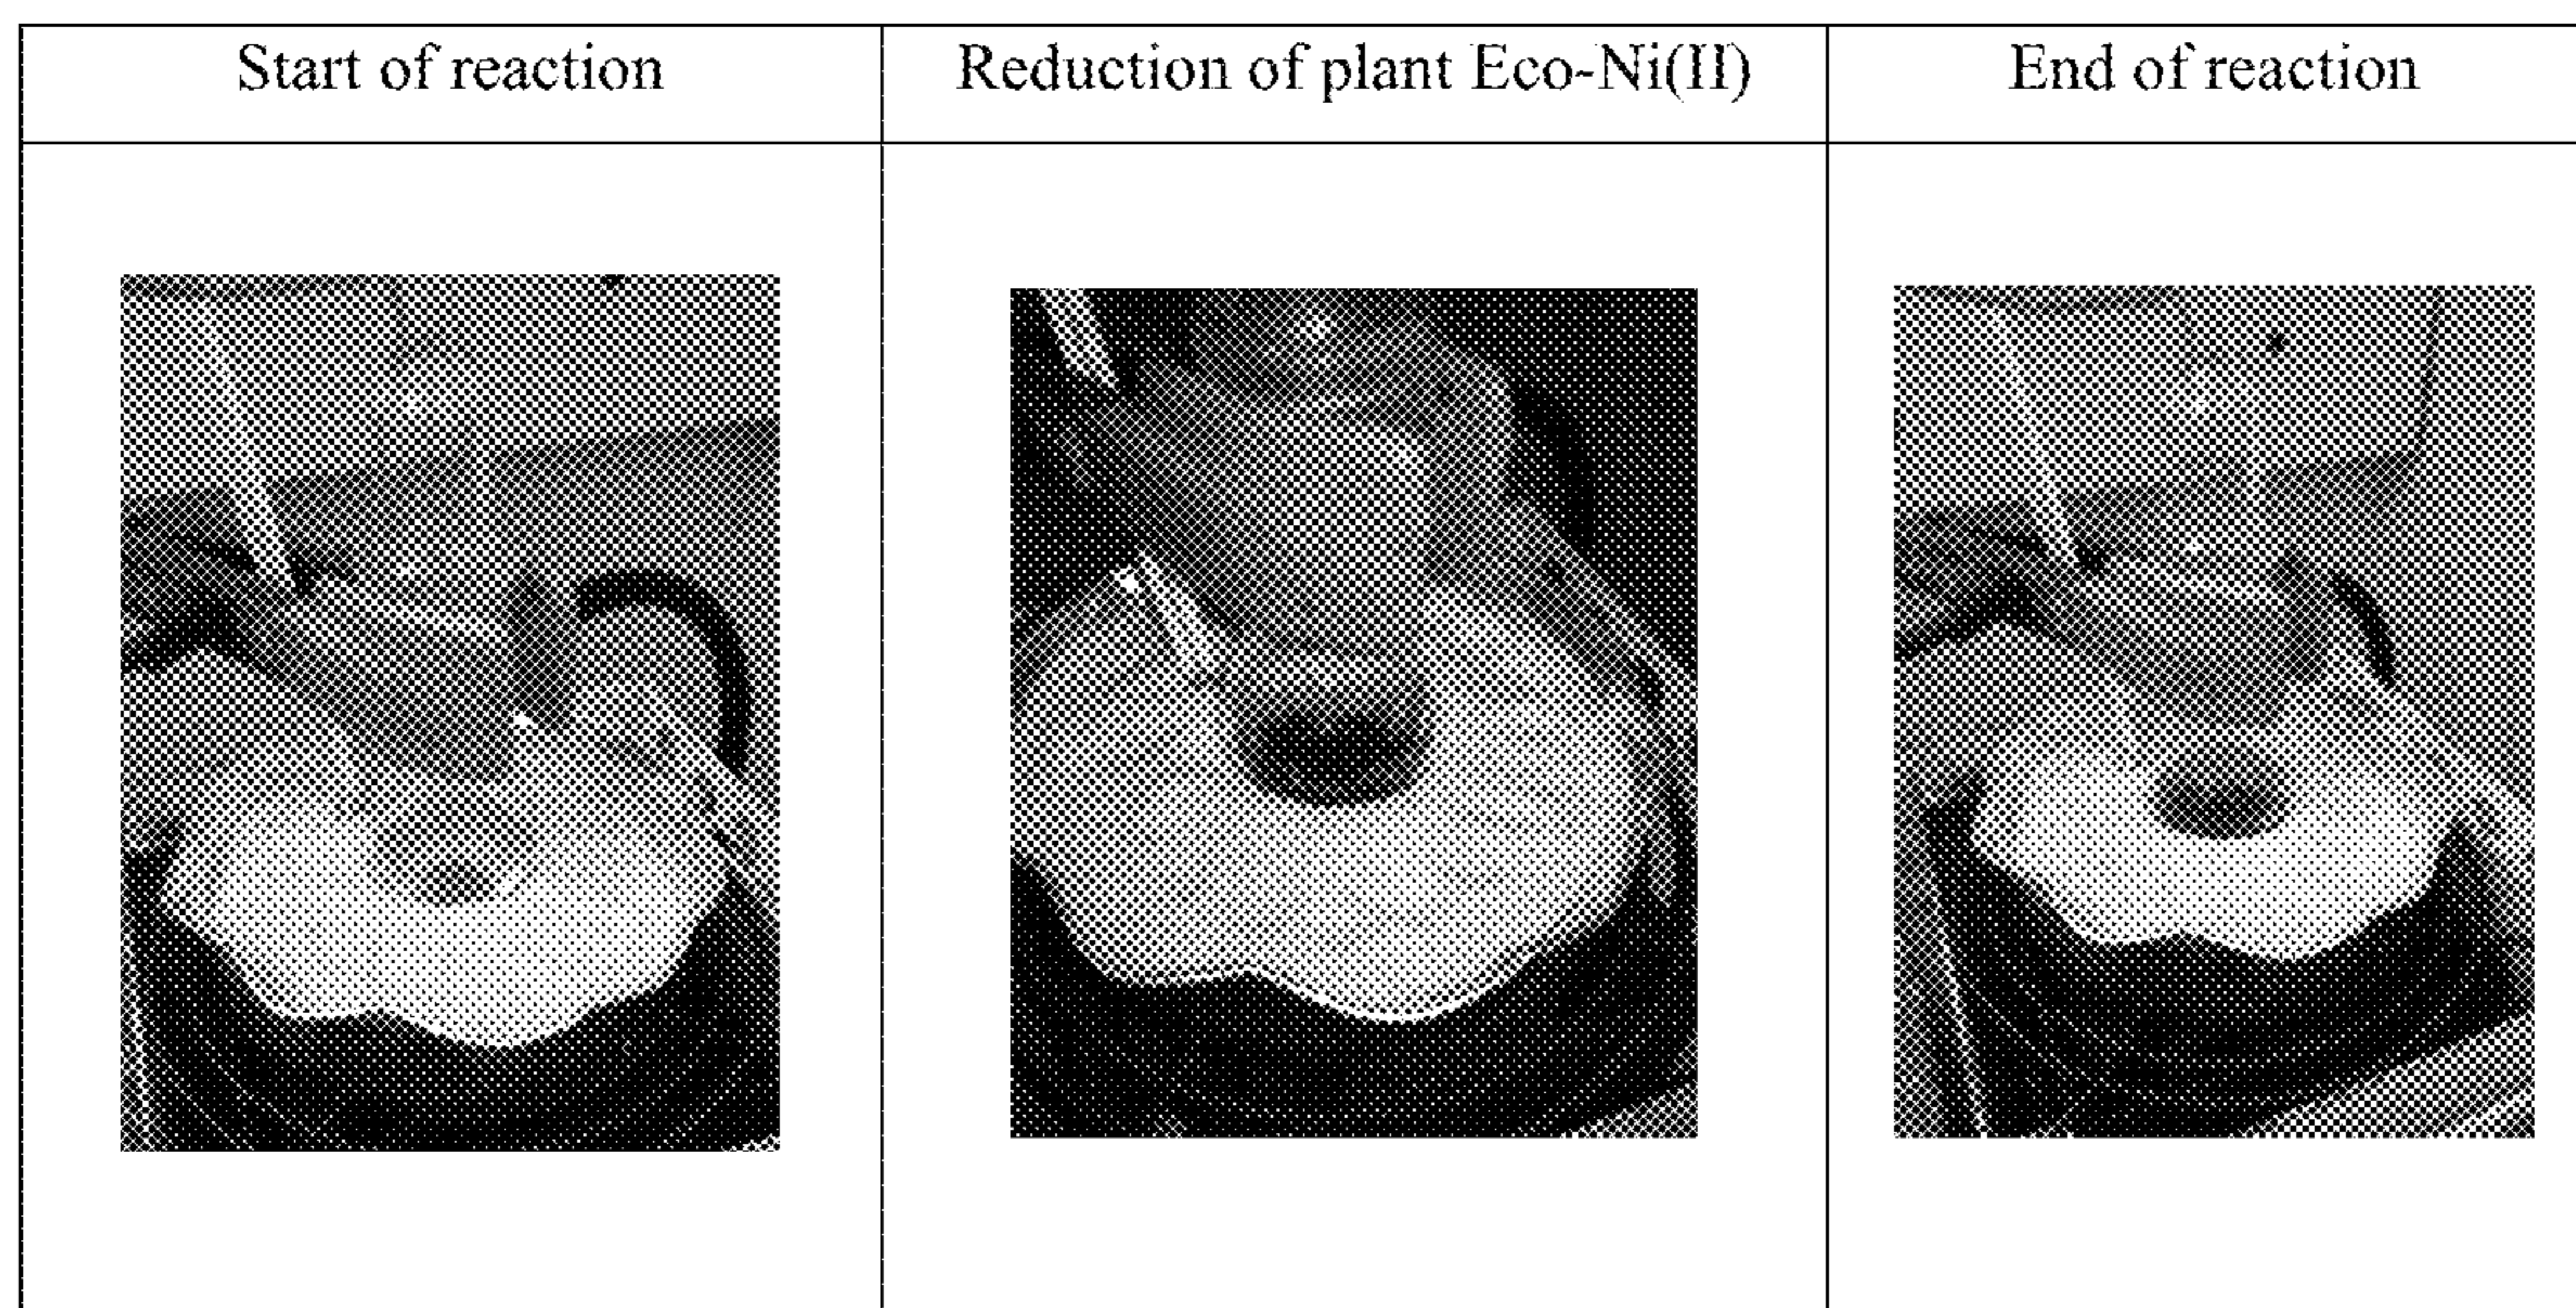 Start of reaction
Reduction of plant Eco-Ni(II)
End of reaction